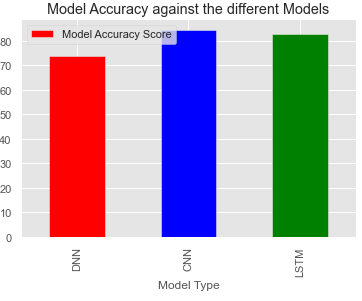 Model Accuracy against the different Models
Model Accuracy Score
80
70
60
50
40
30
20
10
0
DNN
CNN
LSTM
Model Type